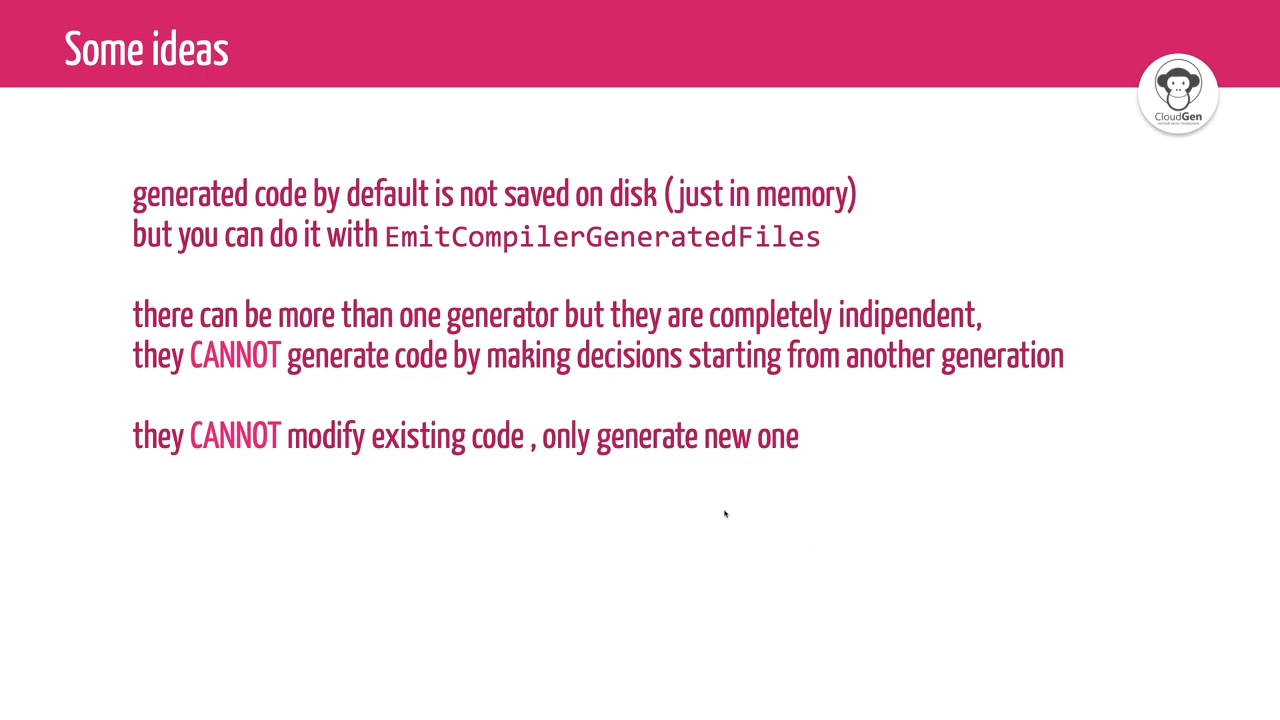 Some ideas
CloudGen
generated code by default is not saved on disk (just in memory)
but you can do it with EmitCompilerGeneratedFiles
there can be more than one generator but they are completely indipendent,
they CANNOT generate code by making decisions starting from another generation
they CANNOT modify existing code , only generate new one